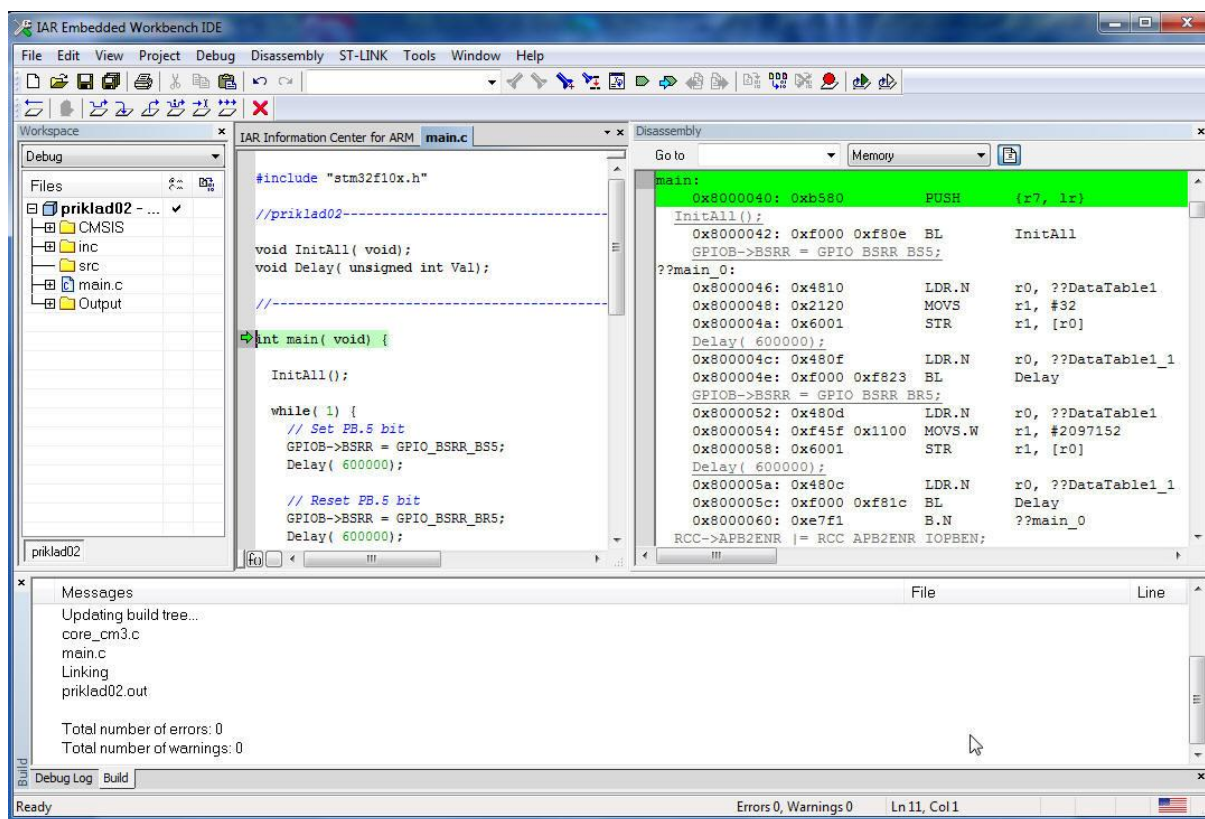 IAR Embedded Workbench IDE
File Edit View Project Debug Disassembly ST-LINK Tools Window Help
Workspace
Debug
Files
priklad02 - ...
CMSIS
inc
src
main.c
Output
priklad02
IAR Information Center for ARM main.c
#include "stm32f10x.h"
//priklad02----------------------------------
void InitAll( void);
void Delay( unsigned int Val);
//-------------------------------------------
int main( void) {
InitAll();
while( 1) {
// Set PB.5 bit
GPIOB->BSRR = GPIO_BSRR_BS5;
Delay( 600000);
// Reset PB.5 bit
GPIOB->BSRR = GPIO_BSRR_BR5;
Delay( 600000);
f()
Disassembly
Go to Memory
main:
0x8000040: 0xb580 PUSH {r7, lr}
InitAll();
0x8000042: 0xf000 0xf80e BL InitAll
GPIOB->BSRR = GPIO_BSRR_BS5;
??main_0:
0x8000046: 0x4810 LDR.N r0, ??DataTable1
0x8000048: 0x2120 MOVS r1, #32
0x800004a: 0x6001 STR r1, [r0]
Delay( 600000);
0x800004c: 0x480f LDR.N r0, ??DataTable1_1
0x800004e: 0xf000 0xf823 BL Delay
GPIOB->BSRR = GPIO_BSRR_BR5;
0x8000052: 0x480d LDR.N r0, ??DataTable1
0x8000054: 0xf45f 0x1100 MOVS.W r1, #2097152
0x8000058: 0x6001 STR r1, [r0]
Delay( 600000);
0x800005a: 0x480c LDR.N r0, ??DataTable1_1
0x800005c: 0xf000 0xf81c BL Delay
0x8000060: 0xe7f1 B.N ??main_0
RCC->APB2ENR |= RCC_APB2ENR_IOPBEN;
Messages File Line
Updating build tree...
core_cm3.c
main.c
Linking
priklad02.out
Total number of errors: 0
Total number of warnings: 0
Build
Debug Log Build
Ready Errors 0, Warnings 0 Ln 11, Col 1